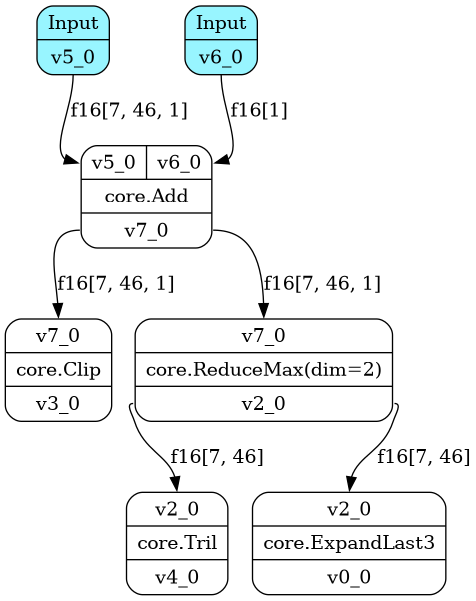 Input
v5_0
Input
v6_0
f16[7, 46, 1]
f16[1]
v5_0 v6_0
core.Add
v7_0
f16[7, 46, 1]
f16[7, 46, 1]
v7_0
core.Clip
v3_0
v7_0
core.ReduceMax(dim=2)
v2_0
f16[7, 46]
f16[7, 46]
v2_0
core.Tril
v4_0
v2_0
core.ExpandLast3
v0_0